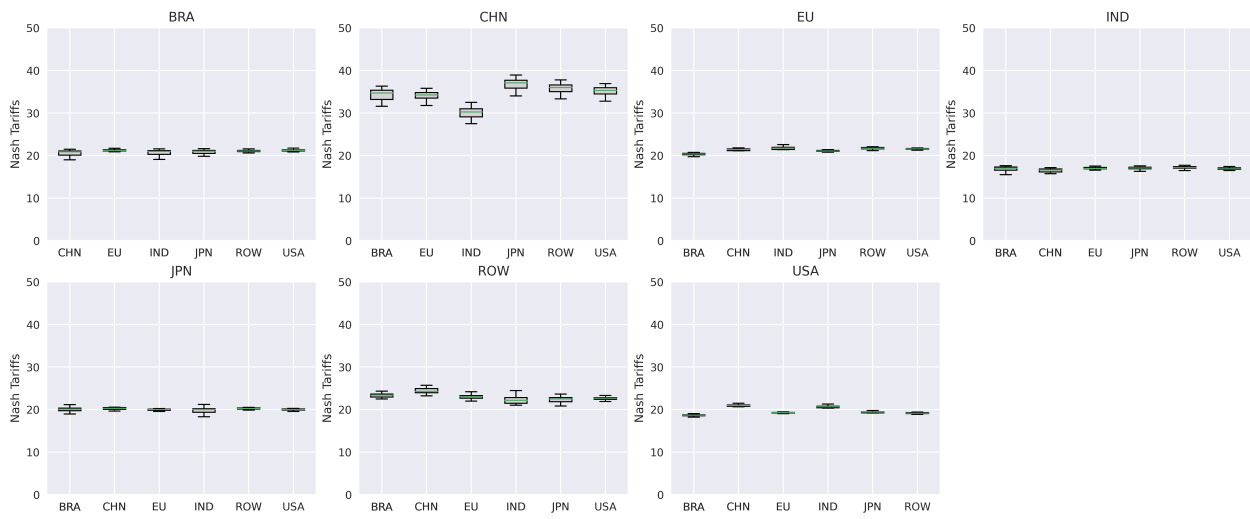 BRA
CHN
EU
IND
50
40
30
20
10
0
Nash Tariffs
CHN EU IND JPN ROW USA
50
40
30
20
10
0
Nash Tariffs
BRA EU IND JPN ROW USA
50
40
30
20
10
0
Nash Tariffs
BRA CHN IND JPN ROW USA
50
40
30
20
10
0
Nash Tariffs
BRA CHN EU JPN ROW USA
JPN
ROW
USA
50
40
30
20
10
0
Nash Tariffs
BRA CHN EU IND ROW USA
50
40
30
20
10
0
Nash Tariffs
BRA CHN EU IND JPN USA
50
40
30
20
10
0
Nash Tariffs
BRA CHN EU IND JPN ROW